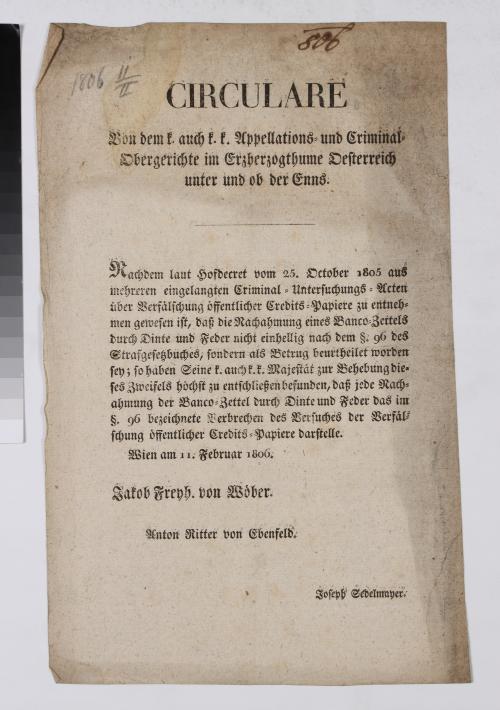 806
1806 II/II
CIRCULARE
Von dem k. auch k. k. Appellations- und Criminal-
Obergerichte im Erzherzogthume Oesterreich
unter und ob der Enns.
Nachdem laut Hofdecret vom 25. October 1805 aus
mehreren eingelangten Criminal-Untersuchungs-Acten
über Verfälschung öffentlicher Credits-Papiere zu entneh-
men gewesen ist, daß die Nachahmung eines Banco-Zettels
durch Dinte und Feder nicht einhellig nach dem §. 96 des
Strafgesetzbuches, sondern als Betrug beurtheilet worden
sey; so haben Seine k. auch k. k. Majestät zur Behebung die-
ses Zweifels höchst zu entschließen befunden, daß jede Nach-
ahmung der Banco-Zettel durch Dinte und Feder das im
§. 96 bezeichnete Verbrechen des Versuches der Verfäl-
schung öffentlicher Credits-Papiere darstelle.
Wien am 11. Februar 1806.
Jakob Freyh. von Wöber.
Anton Ritter von Ebenfeld.
Joseph Sedelmayer.